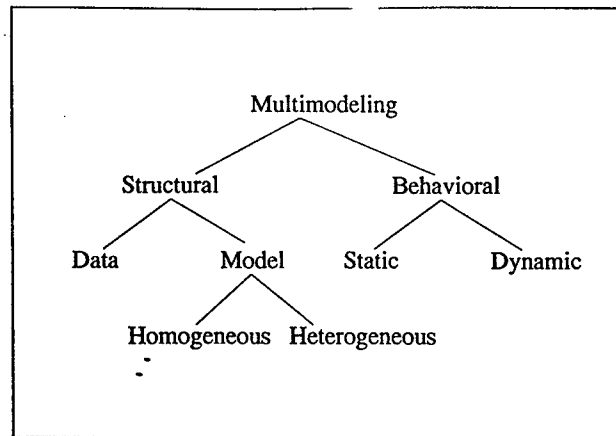 Multimodeling
Structural Behavioral
Data Model Static Dynamic
Homogeneous Heterogeneous